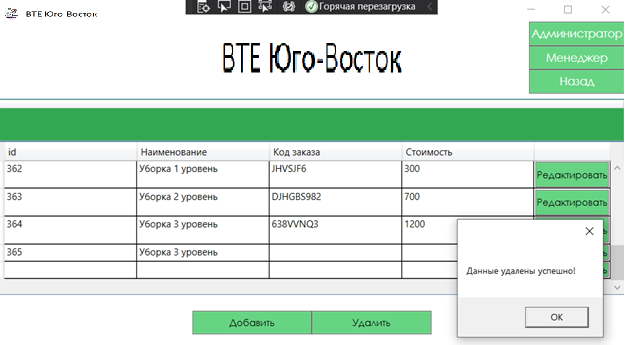 ВТЕ Юго-Восток
Горячая перезагрузка
Администратор
ВТЕ Юго-Восток
Менеджер
Назад
id Наименование Код заказа Стоимость
362 Уборка 1 уровень JHVSJF6 300 Редактировать
363 Уборка 2 уровень DJHGBS982 700 Редактировать
364 Уборка 3 уровень 638VVNQ3 1200
365 Уборка 3 уровень
Данные удалены успешно!
OK
Добавить Удалить